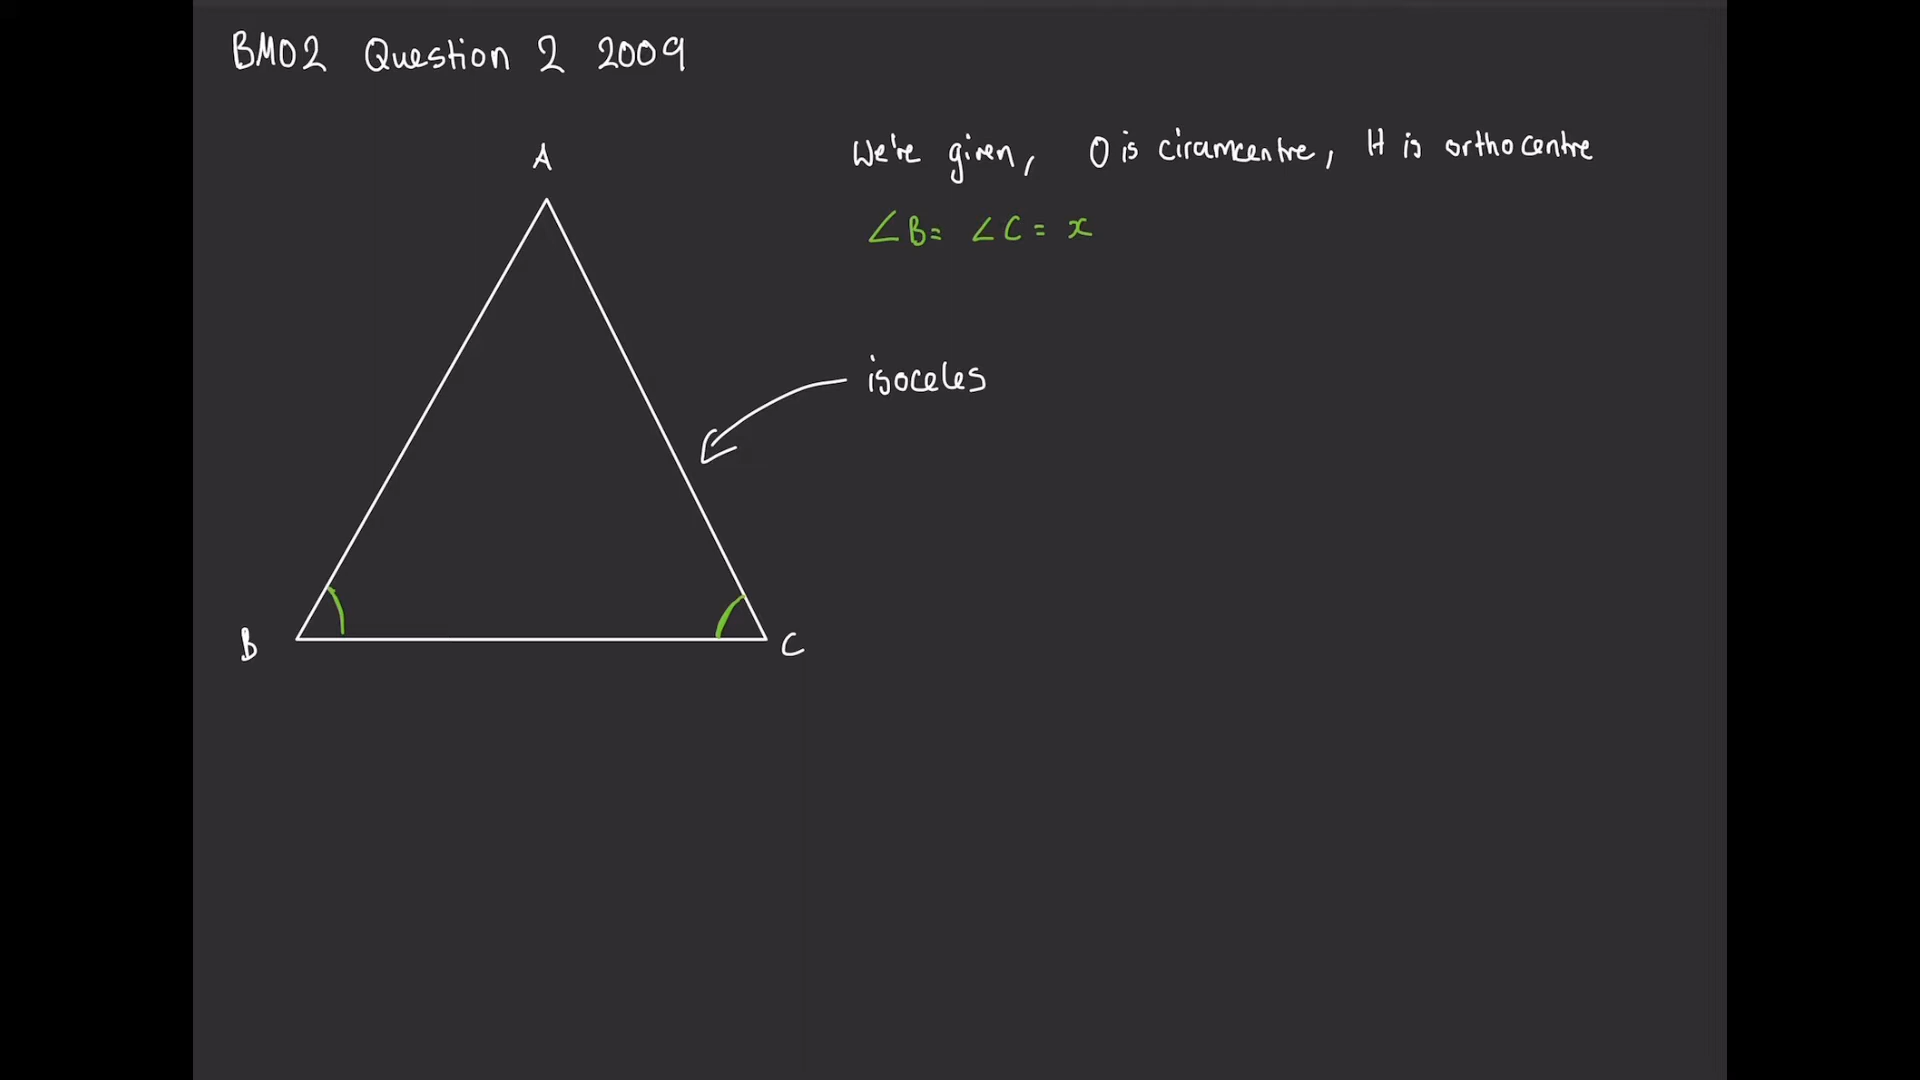 BMO2 Question 2 2009
A
We're given, O is circumcentre, H is orthocentre
∠B= ∠C= x
isoceles
B
C